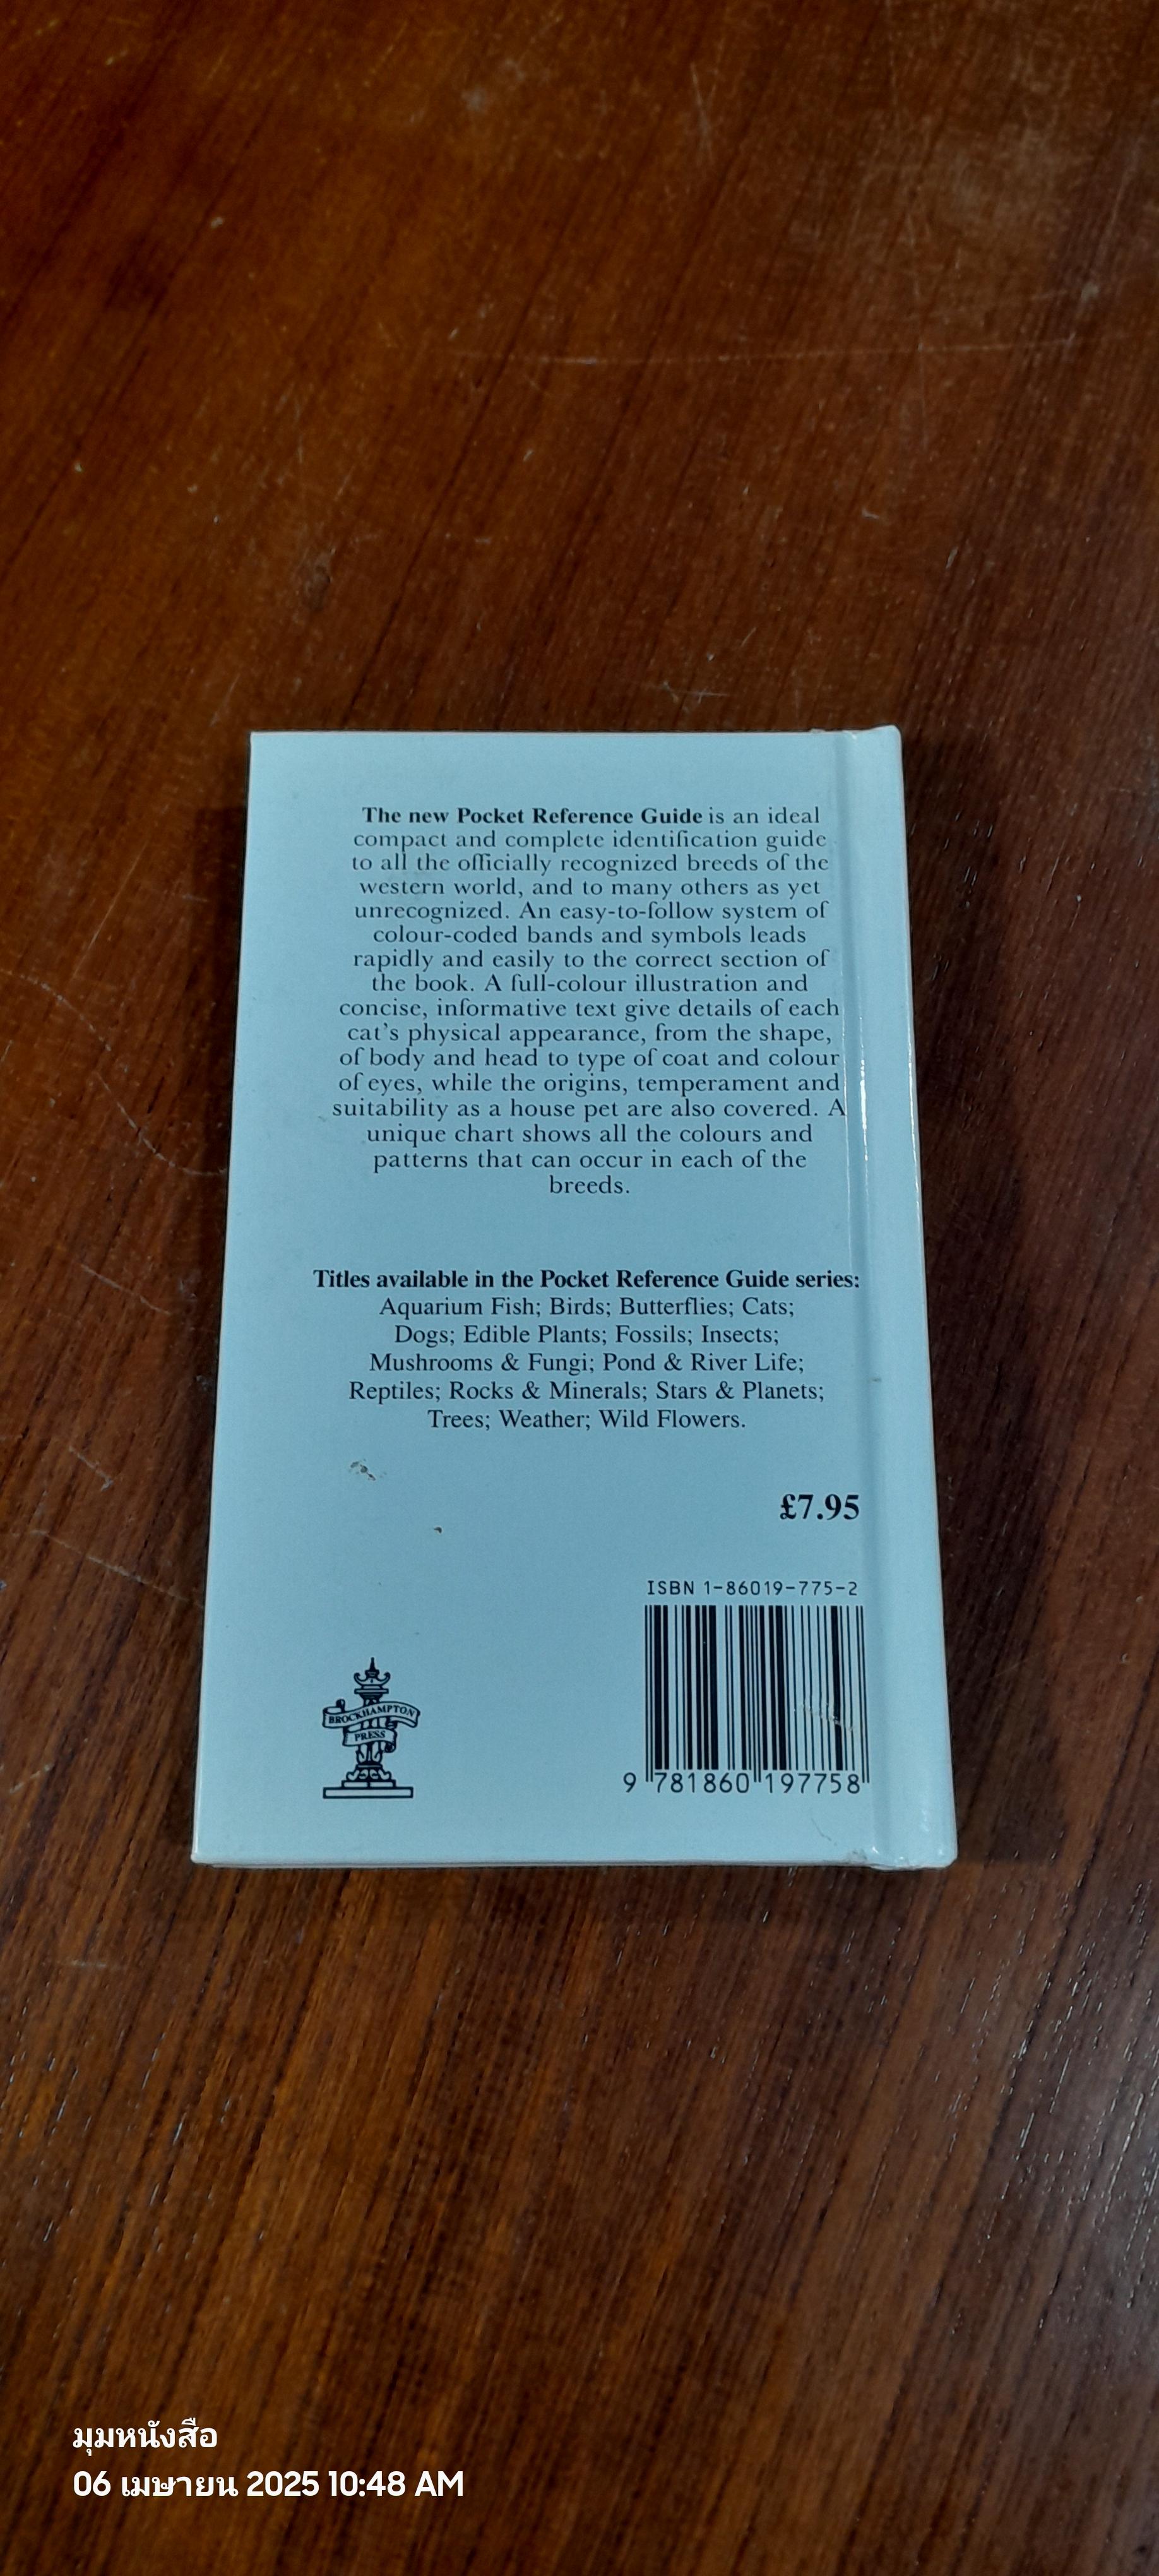 The new Pocket Reference Guide is an ideal
compact and complete identification guide
to all the officially recognized breeds of the
western world, and to many others as yet
unrecognized. An easy-to-follow system of
colour-coded bands and symbols leads
rapidly and easily to the correct section of
the book. A full-colour illustration and
concise, informative text give details of each
cat's physical appearance, from the shape,
of body and head to type of coat and colour
of eyes, while the origins, temperament and
suitability as a house pet are also covered. A
unique chart shows all the colours and
patterns that can occur in each of the
breeds.
Titles available in the Pocket Reference Guide series:
Aquarium Fish; Birds; Butterflies; Cats;
Dogs; Edible Plants; Fossils; Insects;
Mushrooms & Fungi; Pond & River Life;
Reptiles; Rocks & Minerals; Stars & Planets;
Trees; Weather; Wild Flowers.
£7.95
ISBN 1-86019-775-2
9 781860 197758
BROCKHAMPTON
PRESS
มุมหนังสือ
06 เมษายน 2025 10:48 AM